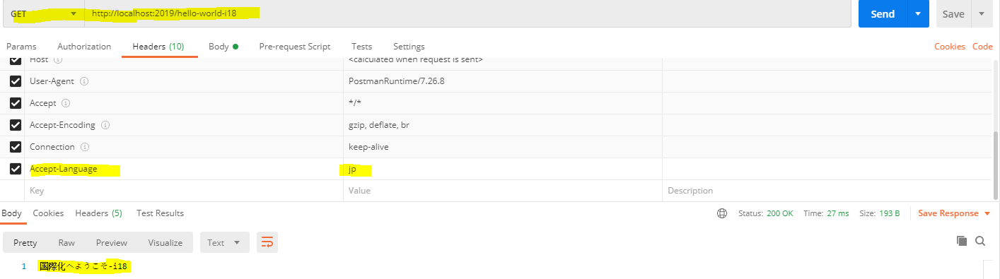 GET http://localhost:2019/hello-world-i18 Send Save
Params Authorization Headers (10) Body Pre-request Script Tests Settings Cookies Code
Host <calculated when request is sent>
User-Agent PostmanRuntime/7.26.8
Accept */*
Accept-Encoding gzip, deflate, br
Connection keep-alive
Accept-Language jp
Key Value Description
Body Cookies Headers (5) Test Results Status: 200 OK Time: 27 ms Size: 193 B Save Response
Pretty Raw Preview Visualize Text
1 国際化へようこそ-i18